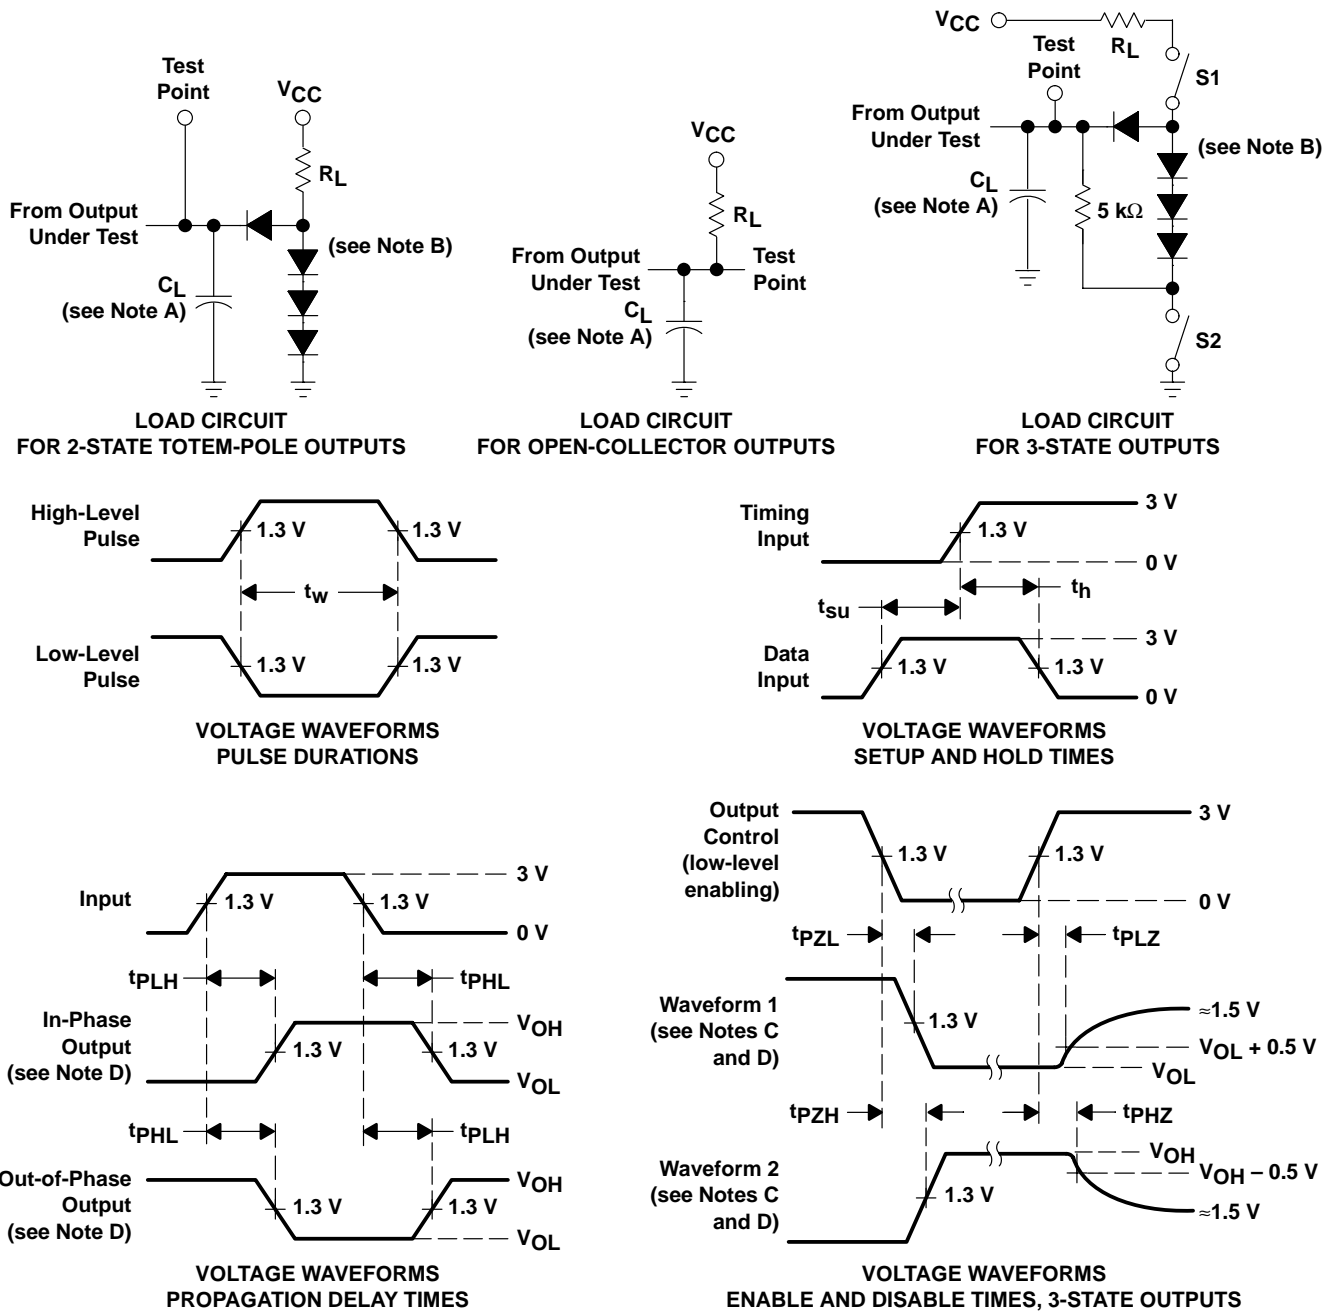 Test
Point
VCC
RL
From Output
Under Test
(see Note B)
CL
(see Note A)
LOAD CIRCUIT
FOR 2-STATE TOTEM-POLE OUTPUTS
VCC
RL
From Output
Under Test
Test
Point
CL
(see Note A)
LOAD CIRCUIT
FOR OPEN-COLLECTOR OUTPUTS
VCC
RL
Test
Point
S1
From Output
Under Test
(see Note B)
CL
(see Note A)
5 kΩ
S2
LOAD CIRCUIT
FOR 3-STATE OUTPUTS
High-Level
Pulse
1.3 V
1.3 V
tw
Low-Level
Pulse
1.3 V
1.3 V
VOLTAGE WAVEFORMS
PULSE DURATIONS
Timing
Input
1.3 V
3 V
0 V
th
tsu
Data
Input
1.3 V
1.3 V
3 V
0 V
VOLTAGE WAVEFORMS
SETUP AND HOLD TIMES
Input
1.3 V
1.3 V
3 V
0 V
tPLH
tPHL
In-Phase
Output
(see Note D)
1.3 V
1.3 V
VOH
VOL
tPHL
tPLH
Out-of-Phase
Output
(see Note D)
1.3 V
1.3 V
VOH
VOL
VOLTAGE WAVEFORMS
PROPAGATION DELAY TIMES
Output
Control
(low-level
enabling)
1.3 V
1.3 V
3 V
0 V
tPZL
tPLZ
Waveform 1
(see Notes C
and D)
1.3 V
≈1.5 V
VOL + 0.5 V
VOL
tPZH
tPHZ
Waveform 2
(see Notes C
and D)
1.3 V
VOH
VOH − 0.5 V
≈1.5 V
VOLTAGE WAVEFORMS
ENABLE AND DISABLE TIMES, 3-STATE OUTPUTS